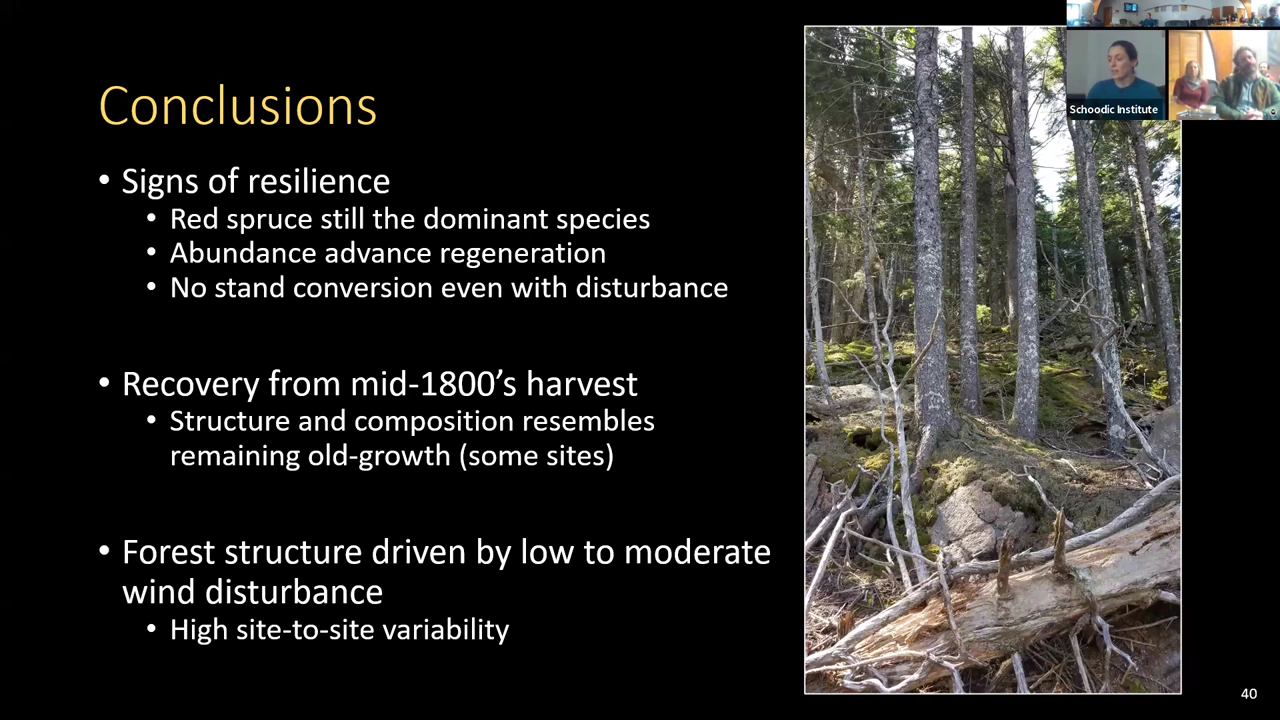 Conclusions
• Signs of resilience
• Red spruce still the dominant species
• Abundance advance regeneration
• No stand conversion even with disturbance
• Recovery from mid-1800's harvest
• Structure and composition resembles
remaining old-growth (some sites)
• Forest structure driven by low to moderate
wind disturbance
• High site-to-site variability
Schoodic Institute
40